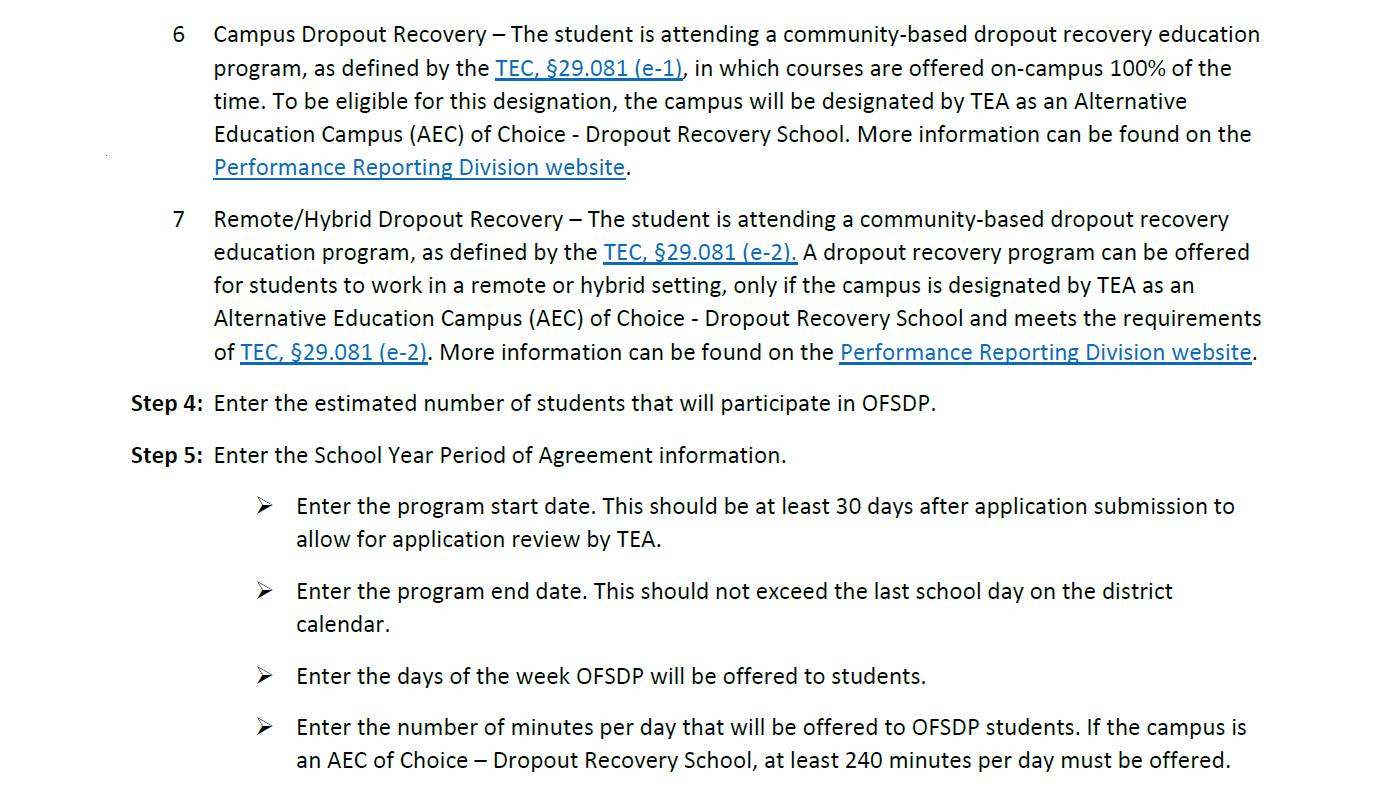 6 Campus Dropout Recovery – The student is attending a community-based dropout recovery education
program, as defined by the TEC, §29.081 (e-1), in which courses are offered on-campus 100% of the
time. To be eligible for this designation, the campus will be designated by TEA as an Alternative
Education Campus (AEC) of Choice - Dropout Recovery School. More information can be found on the
Performance Reporting Division website.
7 Remote/Hybrid Dropout Recovery – The student is attending a community-based dropout recovery
education program, as defined by the TEC, §29.081 (e-2). A dropout recovery program can be offered
for students to work in a remote or hybrid setting, only if the campus is designated by TEA as an
Alternative Education Campus (AEC) of Choice - Dropout Recovery School and meets the requirements
of TEC, §29.081 (e-2). More information can be found on the Performance Reporting Division website.
Step 4: Enter the estimated number of students that will participate in OFSDP.
Step 5: Enter the School Year Period of Agreement information.
➢ Enter the program start date. This should be at least 30 days after application submission to
allow for application review by TEA.
➢ Enter the program end date. This should not exceed the last school day on the district
calendar.
➢ Enter the days of the week OFSDP will be offered to students.
➢ Enter the number of minutes per day that will be offered to OFSDP students. If the campus is
an AEC of Choice – Dropout Recovery School, at least 240 minutes per day must be offered.